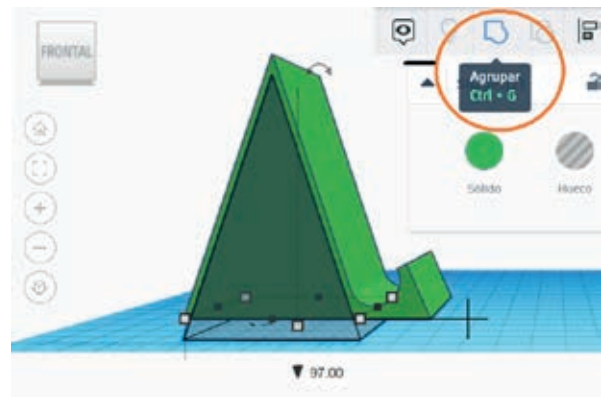 FRONTAL
Agrupar
Ctrl + G
Sólido
Hueco
97.00